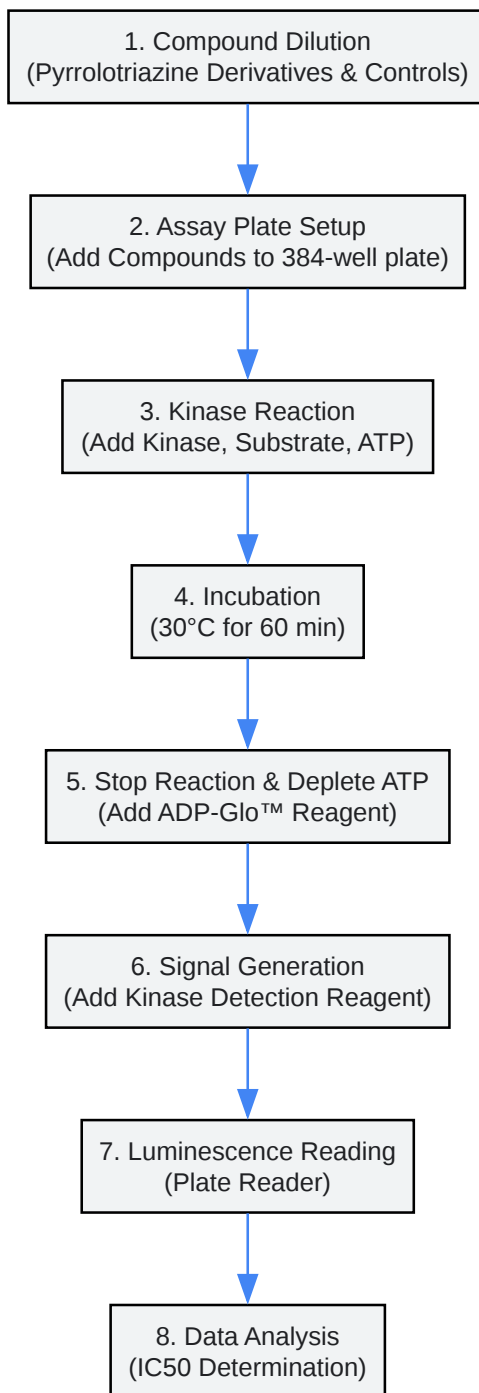 1. Compound Dilution
(Pyrrolotriazine Derivatives & Controls)
2. Assay Plate Setup
(Add Compounds to 384-well plate)
3. Kinase Reaction
(Add Kinase, Substrate, ATP)
4. Incubation
(30°C for 60 min)
5. Stop Reaction & Deplete ATP
(Add ADP-Glo™ Reagent)
6. Signal Generation
(Add Kinase Detection Reagent)
7. Luminescence Reading
(Plate Reader)
8. Data Analysis
(IC50 Determination)